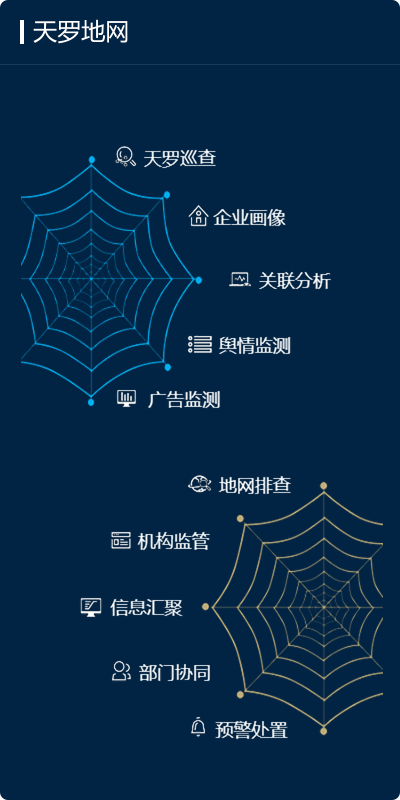 天罗地网
天罗巡查
企业画像
关联分析
舆情监测
广告监测
地网排查
机构监管
信息汇聚
部门协同
预警处置